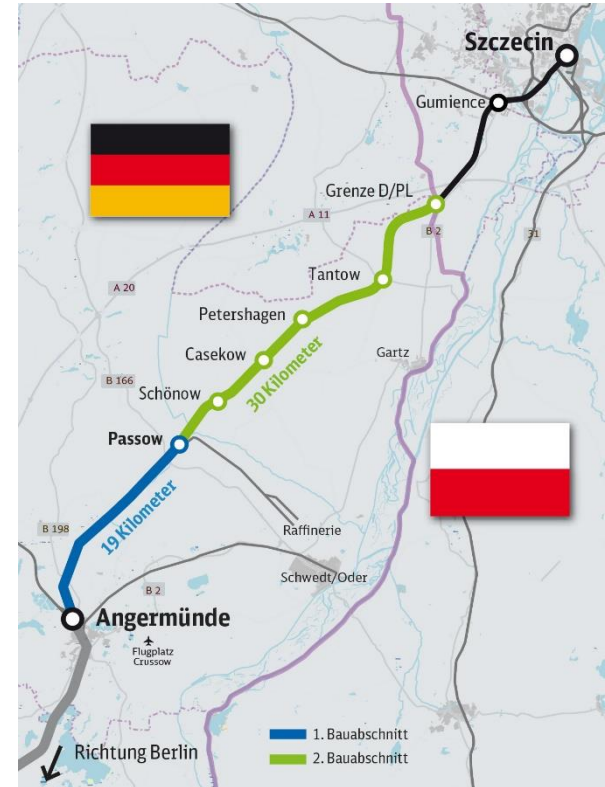 Szczecin
Gumience
Grenze D/PL
A 11
B 2
31
Tantow
A 20
Petershagen
Casekow
Gartz
30 Kilometer
B 166
Schönow
Passow
19 Kilometer
B 198
Raffinerie
Schwedt/Oder
B 2
Angermünde
Flugplatz
Crussow
1. Bauabschnitt
2. Bauabschnitt
Richtung Berlin